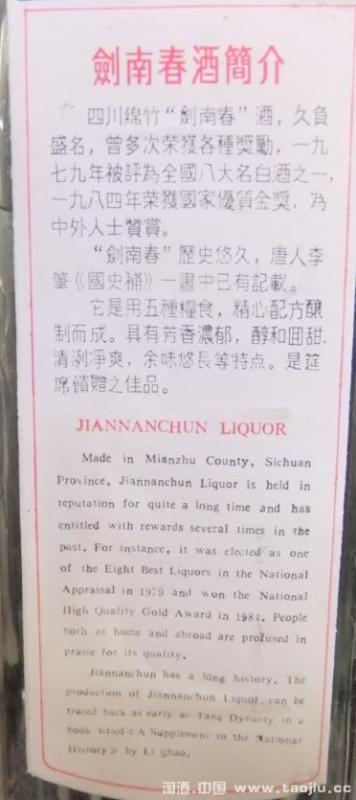 劍南春酒簡介
四川绵竹“劍南春”酒，久負
盛名，曾多次荣獲各種獎勵，一九
七九年被評為全國八大名白酒之一，
一九八四年荣獲國家優質金獎，為
中外人士贊賞。
“劍南春”歷史悠久，唐人李
肇《國史補》一書中已有記載。
它是用五種糧食，精心配方釀
制而成。具有芳香濃郁，醇和囬甜，
清洌凈爽，余味悠長等特点。是筵
席饋贈之佳品。
JIANNANCHUN LIQUOR
Made in Mianzhu County, Sichuan
Province, Jiannanchun Liquor is held in
reputation for quite a long time and has
entitled with rewards several times in the
past. For instance, it was elected as one
of the Eight Best Liquors in the National
Appraisal in 1979 and won the National
High Quality Gold Award in 1984. People
both at home and abroad are profused in
praise for its quality.
Jiannanchun has a long history. The
production of Jiannanchun Liquor can be
traced back as early as Tang Dynasty in a
book titled《A Supplement to the National
History》by Li Zhao.
淘酒.中国 www.taojiu.cc